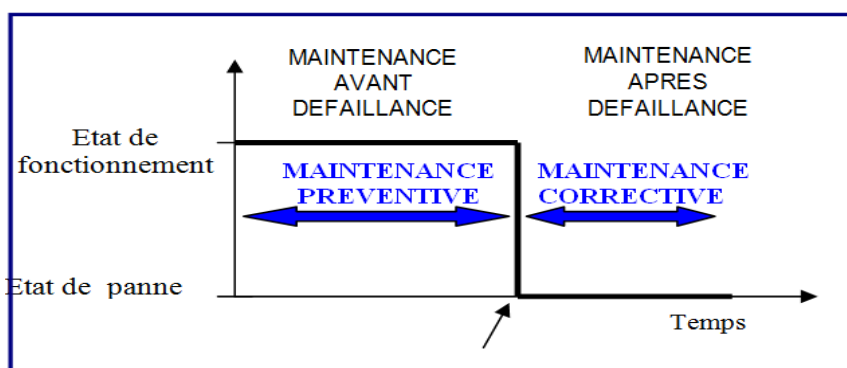 MAINTENANCE
AVANT
DEFAILLANCE
MAINTENANCE
APRES
DEFAILLANCE
Etat de
fonctionnement
MAINTENANCE
PREVENTIVE
MAINTENANCE
CORRECTIVE
Etat de panne
Temps